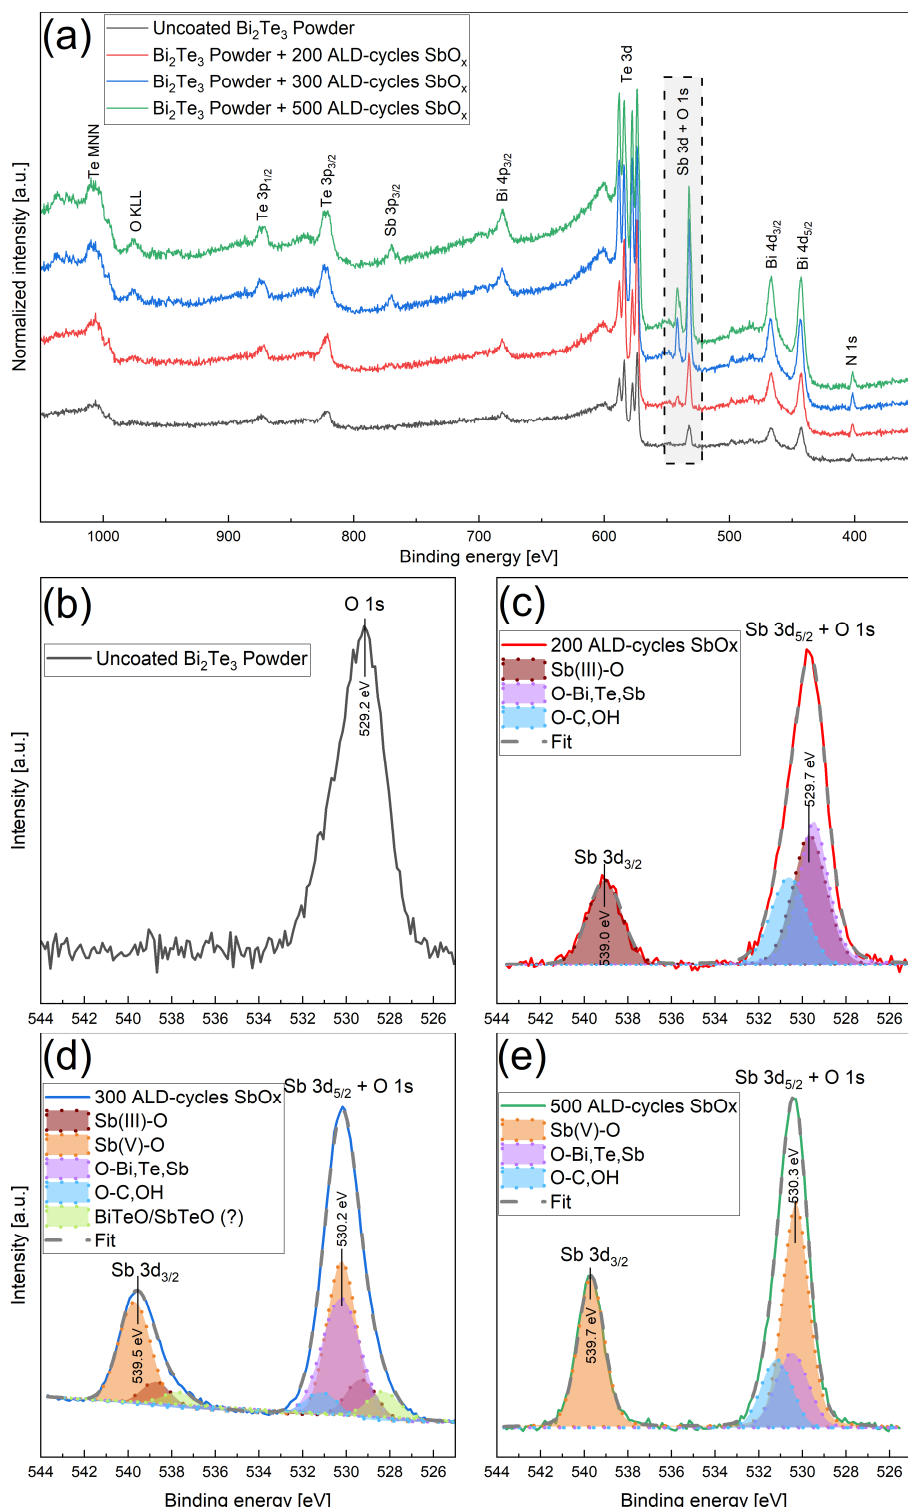 (a)
Uncoated Bi₂Te₃ Powder
Bi₂Te₃ Powder + 200 ALD-cycles SbOₓ
Bi₂Te₃ Powder + 300 ALD-cycles SbOₓ
Bi₂Te₃ Powder + 500 ALD-cycles SbOₓ
Normalized intensity [a.u.]
Te MNN
O KLL
Te 3p₁/₂
Te 3p₃/₂
Sb 3p₃/₂
Bi 4p₃/₂
Te 3d
Sb 3d + O 1s
Bi 4d₃/₂
Bi 4d₅/₂
N 1s
1000 900 800 700 600 500 400
Binding energy [eV]
(b)
O 1s
Uncoated Bi₂Te₃ Powder
529.2 eV
Intensity [a.u.]
544 542 540 538 536 534 532 530 528 526
(c)
Sb 3d₅/₂ + O 1s
200 ALD-cycles SbOx
Sb(III)-O
O-Bi,Te,Sb
O-C,OH
Fit
529.7 eV
Sb 3d₃/₂
539.0 eV
544 542 540 538 536 534 532 530 528 526
(d)
Sb 3d₅/₂ + O 1s
300 ALD-cycles SbOx
Sb(III)-O
Sb(V)-O
O-Bi,Te,Sb
O-C,OH
BiTeO/SbTeO (?)
Fit
530.2 eV
Sb 3d₃/₂
539.5 eV
Intensity [a.u.]
544 542 540 538 536 534 532 530 528 526
Binding energy [eV]
(e)
Sb 3d₅/₂ + O 1s
500 ALD-cycles SbOx
Sb(V)-O
O-Bi,Te,Sb
O-C,OH
Fit
530.3 eV
Sb 3d₃/₂
539.7 eV
544 542 540 538 536 534 532 530 528 526
Binding energy [eV]